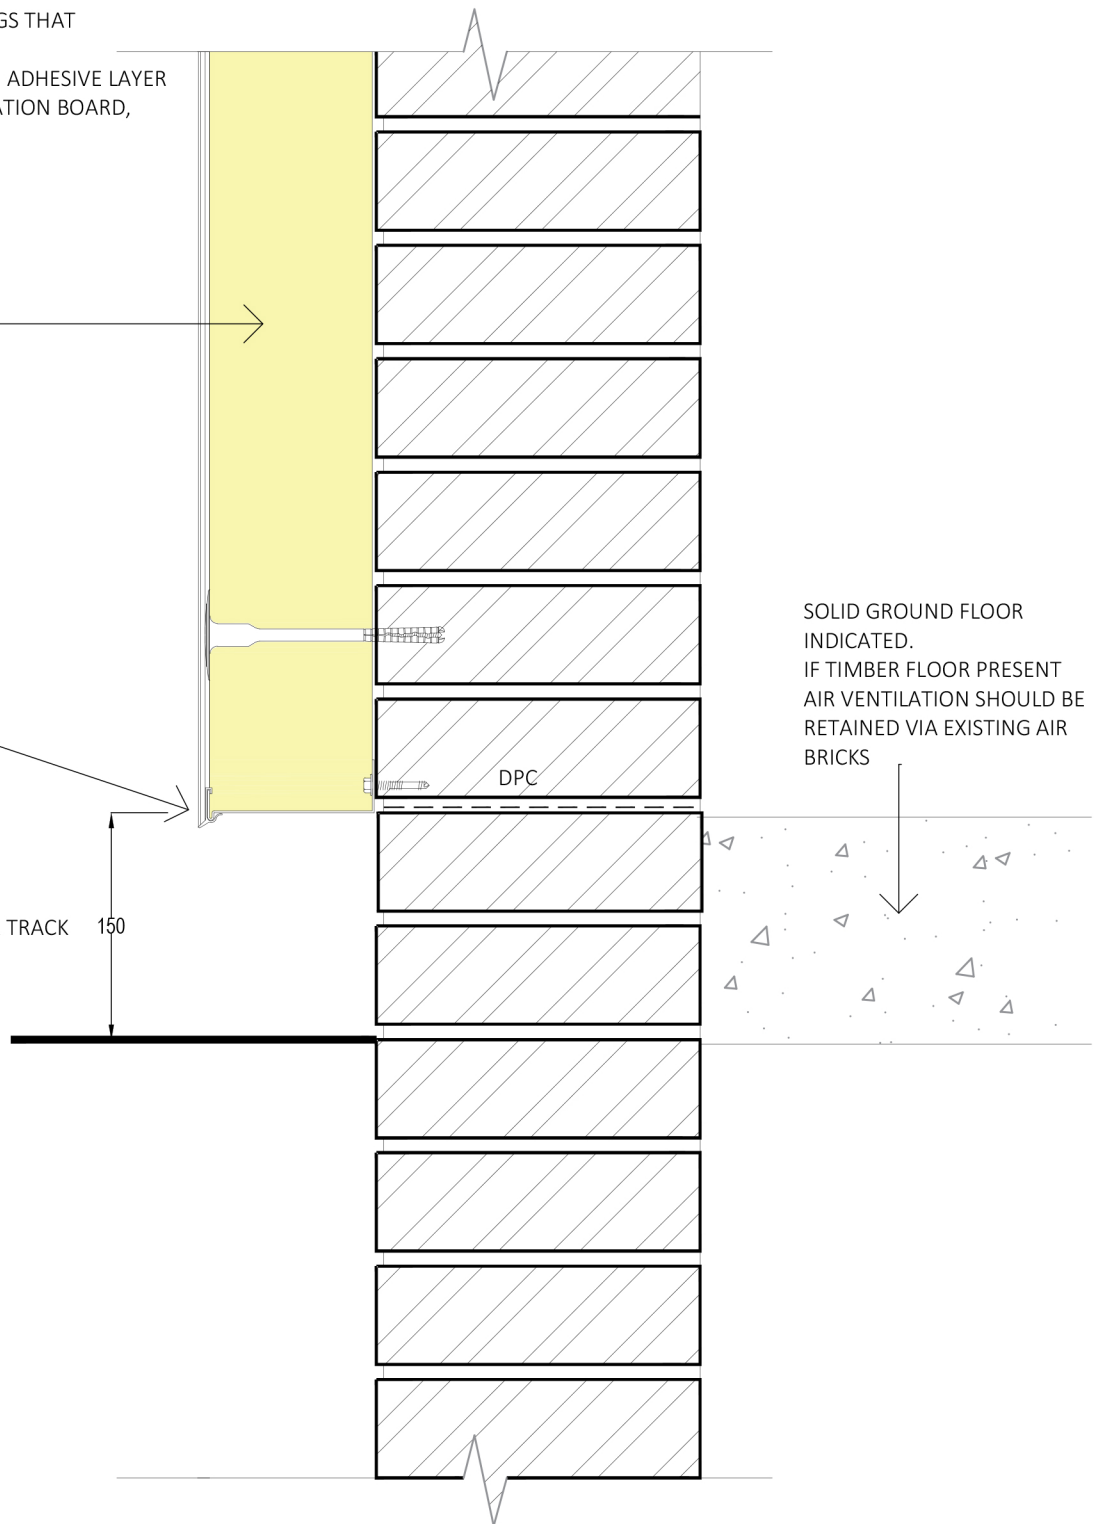 GS THAT
ADHESIVE LAYER
ATION BOARD,
SOLID GROUND FLOOR
INDICATED.
IF TIMBER FLOOR PRESENT
AIR VENTILATION SHOULD BE
RETAINED VIA EXISTING AIR
BRICKS
DPC
TRACK
150